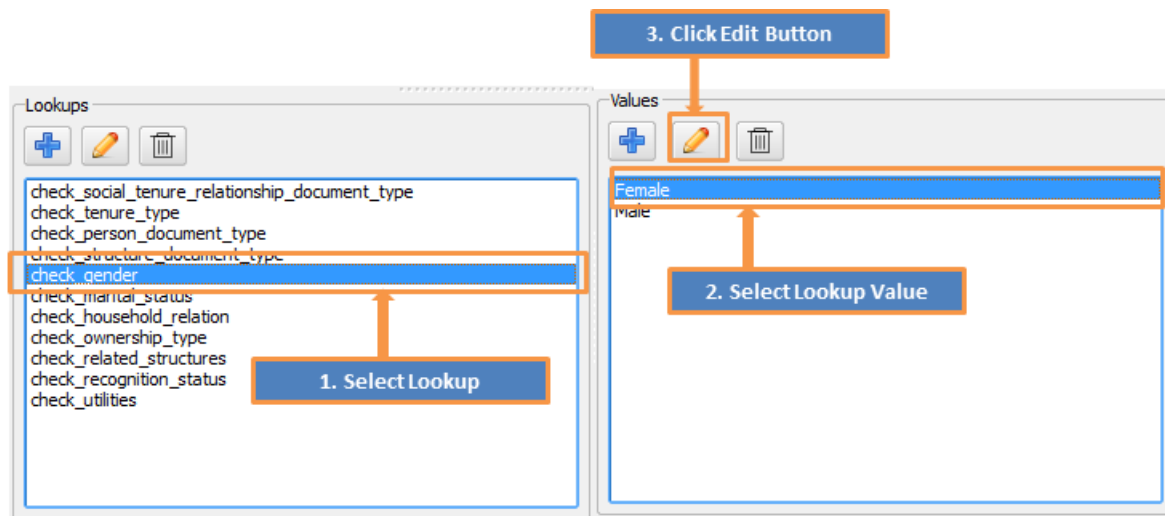 3. Click Edit Button
Lookups
Values
check_social_tenure_relationship_document_type
check_tenure_type
check_person_document_type
check_structure_document_type
check_gender
check_marital_status
check_household_relation
check_ownership_type
check_related_structures
check_recognition_status
check_utilities
1. Select Lookup
Female
Male
2. Select Lookup Value